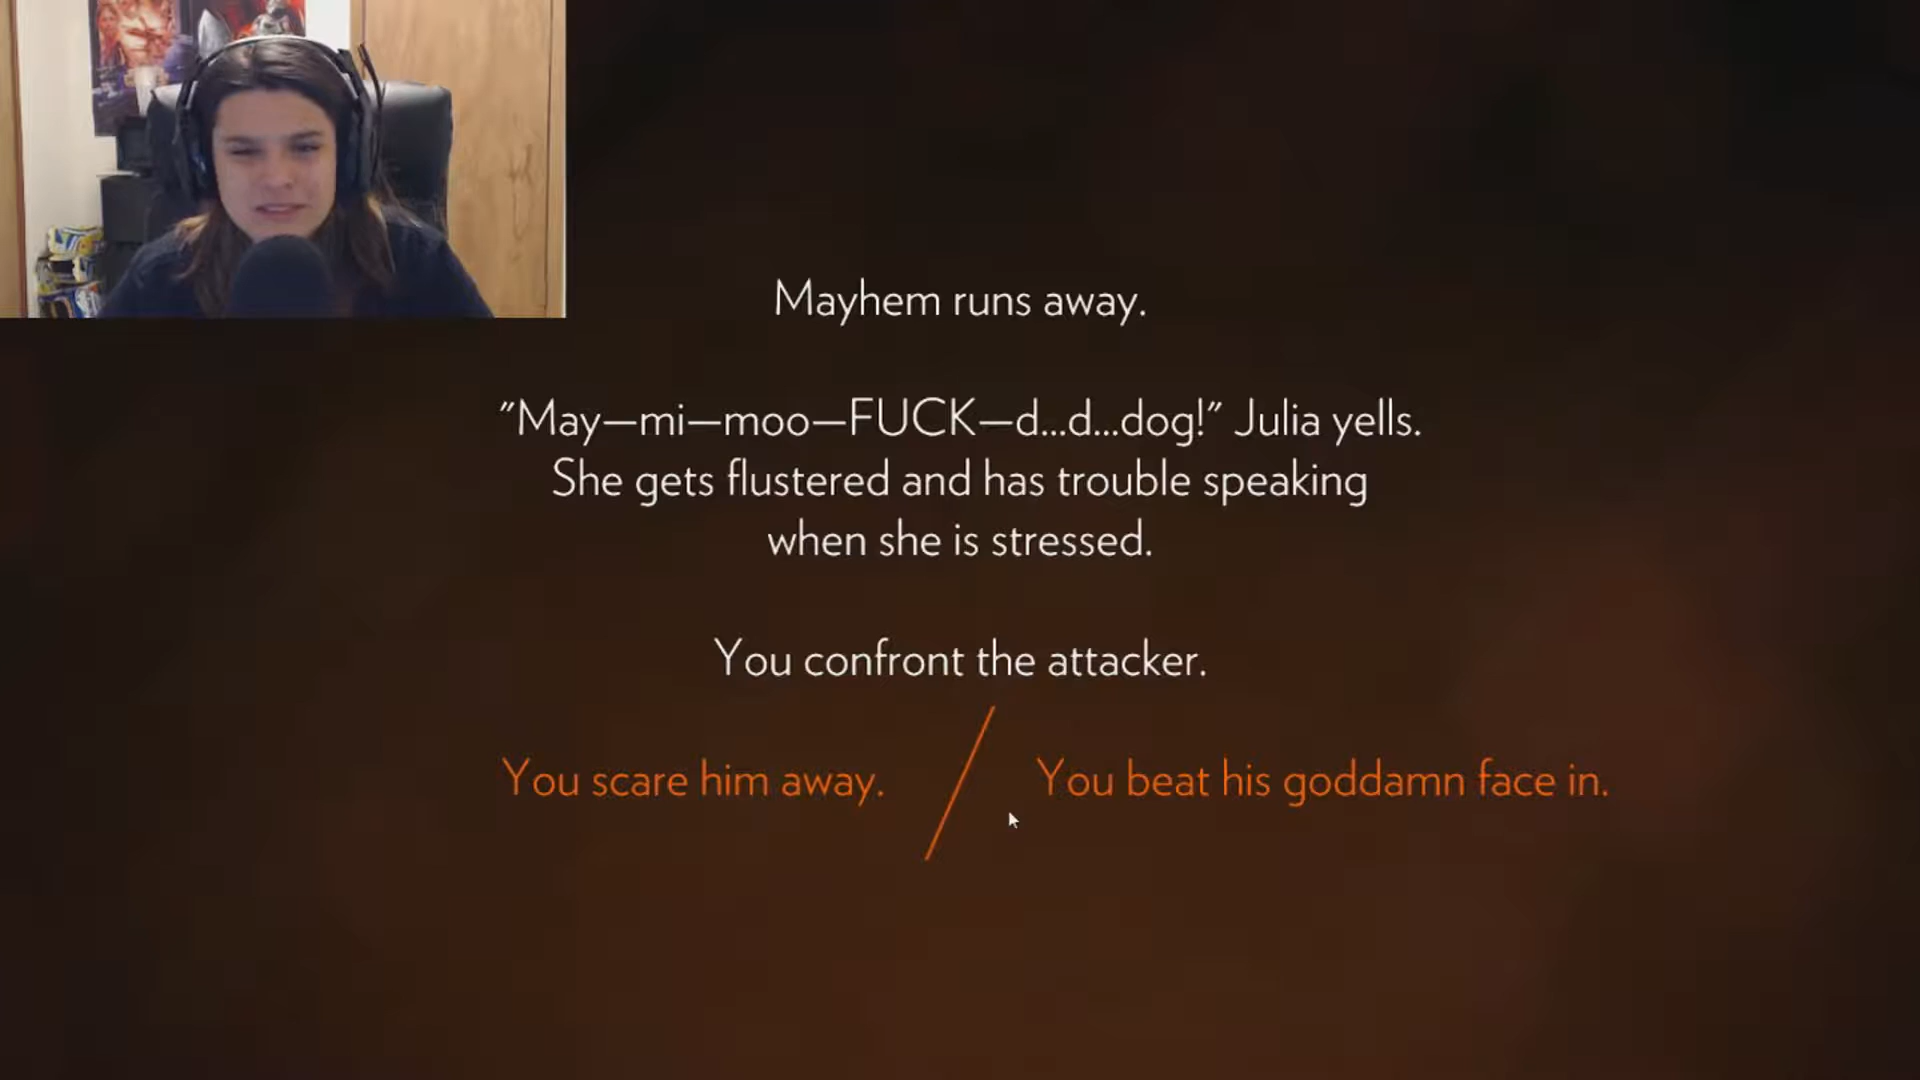 Mayhem runs away.
"May—mi—moo—FUCK—d...d...dog!" Julia yells.
She gets flustered and has trouble speaking
when she is stressed.
You confront the attacker.
You scare him away. / You beat his goddamn face in.